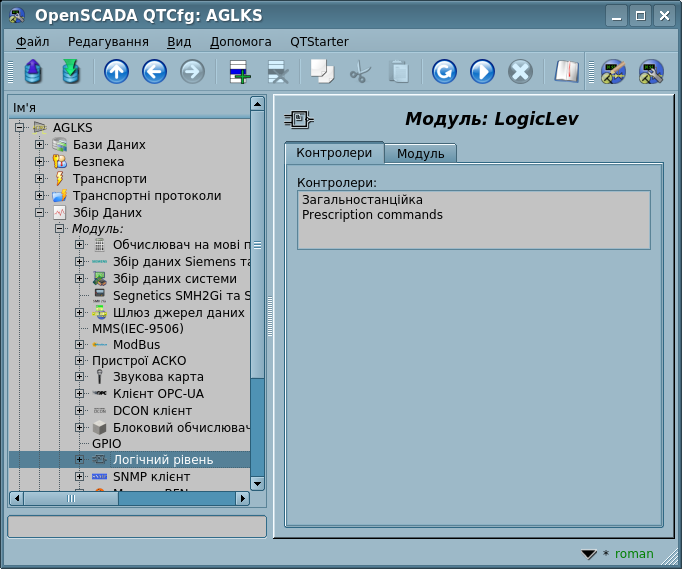 OpenSCADA QTCfg: AGLKS
Файл Редагування Вид Допомога QTStarter
Ім'я
AGLKS
Бази Даних
Безпека
Транспорти
Транспортні протоколи
Збір Даних
Модуль:
Обчислювач на мові п
Збір даних Siemens та
Збір даних системи
Segnetics SMH2Gi та S
Шлюз джерел даних
MMS(IEC-9506)
ModBus
Пристрої АСКО
Звукова карта
Клієнт OPC-UA
DCON клієнт
Блоковий обчислювач
GPIO
Логічний рівень
SNMP клієнт
Модуль: LogicLev
Контролери Модуль
Контролери:
Загальностанційка
Prescription commands
* roman